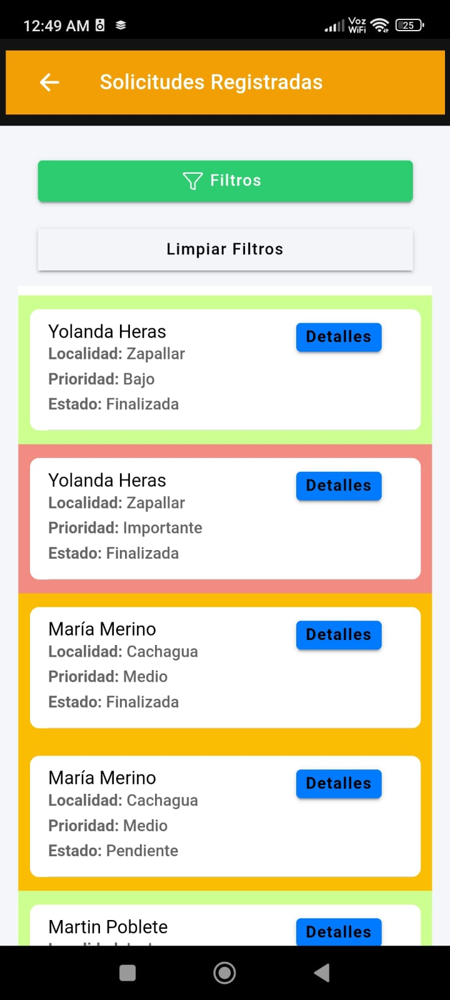 12:49 AM
Voz
WiFi
25
Solicitudes Registradas
Filtros
Limpiar Filtros
Yolanda Heras
Detalles
Localidad: Zapallar
Prioridad: Bajo
Estado: Finalizada
Yolanda Heras
Detalles
Localidad: Zapallar
Prioridad: Importante
Estado: Finalizada
María Merino
Detalles
Localidad: Cachagua
Prioridad: Medio
Estado: Finalizada
María Merino
Detalles
Localidad: Cachagua
Prioridad: Medio
Estado: Pendiente
Martin Poblete
Detalles